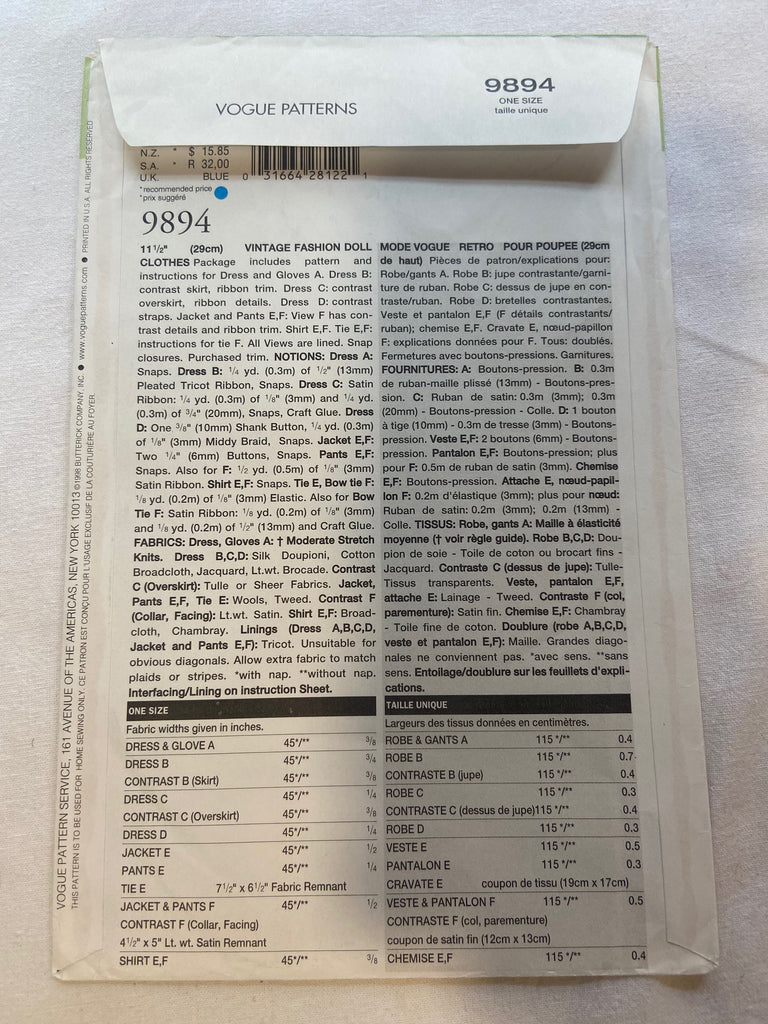 VOGUE PATTERNS
9894
ONE SIZE
taille unique
N.Z. * $ 15.85
S.A. * R 32,00
U.K. BLUE
0 31664 28122 1
*recommended price
*prix suggéré
9894
11 1/2" (29cm) VINTAGE FASHION DOLL
CLOTHES Package includes pattern and
instructions for Dress and Gloves A. Dress B:
contrast skirt, ribbon trim. Dress C: contrast
overskirt, ribbon details. Dress D: contrast
straps. Jacket and Pants E,F: View F has con-
trast details and ribbon trim. Shirt E,F. Tie E,F:
instructions for tie F. All Views are lined. Snap
closures. Purchased trim. NOTIONS: Dress A:
Snaps. Dress B: 1/4 yd. (0.3m) of 1/2" (13mm)
Pleated Tricot Ribbon, Snaps. Dress C: Satin
Ribbon: 1/4 yd. (0.3m) of 1/8" (3mm) and 1/4 yd.
(0.3m) of 3/4" (20mm), Snaps, Craft Glue. Dress
D: One 3/8" (10mm) Shank Button, 1/4 yd. (0.3m)
of 1/8" (3mm) Middy Braid, Snaps. Jacket E,F:
Two 1/4" (6mm) Buttons, Snaps. Pants E,F:
Snaps. Also for F: 1/2 yd. (0.5m) of 1/8" (3mm)
Satin Ribbon. Shirt E,F: Snaps. Tie E, Bow tie F:
1/8 yd. (0.2m) of 1/8" (3mm) Elastic. Also for Bow
Tie F: Satin Ribbon: 1/8 yd. (0.2m) of 1/8" (3mm)
and 1/8 yd. (0.2m) of 1/2" (13mm) and Craft Glue.
FABRICS: Dress, Gloves A: † Moderate Stretch
Knits. Dress B,C,D: Silk Doupioni, Cotton
Broadcloth, Jacquard, Lt.wt. Brocade. Contrast
C (Overskirt): Tulle or Sheer Fabrics. Jacket,
Pants E,F, Tie E: Wools, Tweed. Contrast F
(Collar, Facing): Lt.wt. Satin. Shirt E,F: Broad-
cloth, Chambray. Linings (Dress A,B,C,D,
Jacket and Pants E,F): Tricot. Unsuitable for
obvious diagonals. Allow extra fabric to match
plaids or stripes. *with nap. **without nap.
Interfacing/Lining on instruction Sheet.
MODE VOGUE RETRO POUR POUPEE (29cm
de haut) Pièces de patron/explications pour:
Robe/gants A. Robe B: jupe contrastante/garni-
ture de ruban. Robe C: dessus de jupe en con-
traste/ruban. Robe D: bretelles contrastantes.
Veste et pantalon E,F (F détails contrastants/
ruban); chemise E,F. Cravate E, nœud-papillon
F: explications données pour F. Tous: doublés.
Fermetures avec boutons-pressions. Garnitures.
FOURNITURES: A: Boutons-pression. B: 0.3m
de ruban-maille plissé (13mm) - Boutons-pres-
sion. C: Ruban de satin: 0.3m (3mm); 0.3m
(20mm) - Boutons-pression - Colle. D: 1 bouton
à tige (10mm) - 0.3m de tresse (3mm) - Boutons-
pression. Veste E,F: 2 boutons (6mm) - Boutons-
pression. Pantalon E,F: Boutons-pression; plus
pour F: 0.5m de ruban de satin (3mm). Chemise
E,F: Boutons-pression. Attache E, nœud-papil-
lon F: 0.2m d'élastique (3mm); plus pour nœud:
Ruban de satin: 0.2m (3mm); 0.2m (13mm) -
Colle. TISSUS: Robe, gants A: Maille à élasticité
moyenne († voir règle guide). Robe B,C,D: Dou-
pion de soie - Toile de coton ou brocart fins -
Jacquard. Contraste C (dessus de jupe): Tulle-
Tissus transparents. Veste, pantalon E,F,
attache E: Lainage - Tweed. Contraste F (col,
parementure): Satin fin. Chemise E,F: Chambray
- Toile fine de coton. Doublure (robe A,B,C,D,
veste et pantalon E,F): Maille. Grandes diago-
nales ne conviennent pas. *avec sens. **sans
sens. Entoilage/doublure sur les feuillets d'expli-
cations.
ONE SIZE
Fabric widths given in inches.
DRESS & GLOVE A 45*/** 3/8
DRESS B 45*/** 3/4
CONTRAST B (Skirt) 45*/** 3/8
DRESS C 45*/** 1/4
CONTRAST C (Overskirt) 45*/** 3/8
DRESS D 45*/** 1/4
JACKET E 45*/** 1/2
PANTS E 45*/** 1/4
TIE E 7 1/2" x 6 1/2" Fabric Remnant
JACKET & PANTS F 45*/** 1/2
CONTRAST F (Collar, Facing)
4 1/2" x 5" Lt. wt. Satin Remnant
SHIRT E,F 45*/** 3/8
TAILLE UNIQUE
Largeurs des tissus données en centimètres.
ROBE & GANTS A 115 */** 0.4
ROBE B 115 */** 0.7
CONTRASTE B (jupe) 115 */** 0.4
ROBE C 115 */** 0.3
CONTRASTE C (dessus de jupe)115 */** 0.4
ROBE D 115 */** 0.3
VESTE E 115 */** 0.5
PANTALON E 115 */** 0.3
CRAVATE E coupon de tissu (19cm x 17cm)
VESTE & PANTALON F 115 */** 0.5
CONTRASTE F (col, parementure)
coupon de satin fin (12cm x 13cm)
CHEMISE E,F 115 */** 0.4
VOGUE PATTERN SERVICE, 161 AVENUE OF THE AMERICAS, NEW YORK 10013 ©1998 BUTTERICK COMPANY, INC. ● www.voguepatterns.com ● PRINTED IN U.S.A. ALL RIGHTS RESERVED
THIS PATTERN IS TO BE USED FOR HOME SEWING ONLY. CE PATRON EST CONÇU POUR L'USAGE EXCLUSIF DE LA COUTURIÈRE AU FOYER.